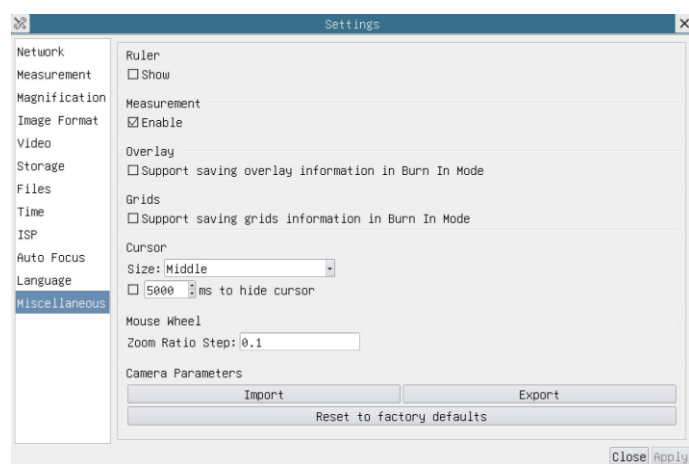 Settings
Network
Measurement
Magnification
Image Format
Video
Storage
Files
Time
ISP
Auto Focus
Language
Miscellaneous
Ruler
Show
Measurement
Enable
Overlay
Support saving overlay information in Burn In Mode
Grids
Support saving grids information in Burn In Mode
Cursor
Size: Middle
5000 ms to hide cursor
Mouse Wheel
Zoom Ratio Step: 0.1
Camera Parameters
Import Export
Reset to factory defaults
Close Apply